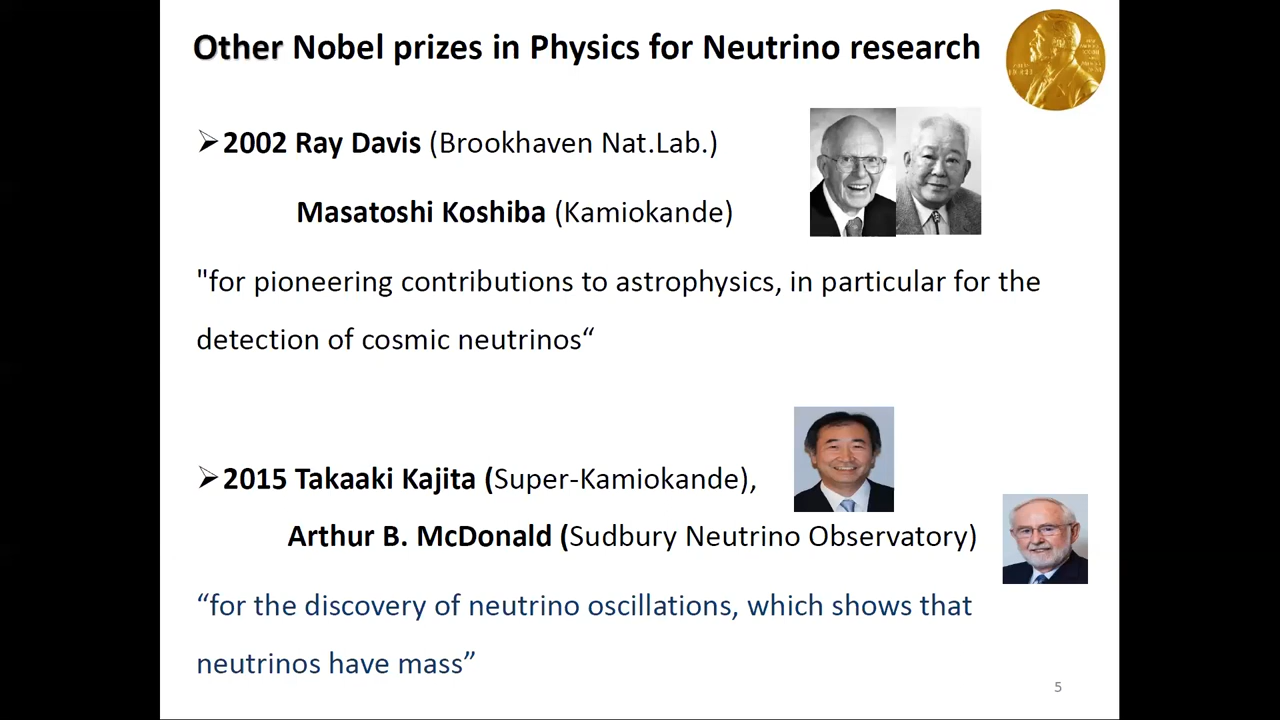 Other Nobel prizes in Physics for Neutrino research
➢2002 Ray Davis (Brookhaven Nat.Lab.)
Masatoshi Koshiba (Kamiokande)
"for pioneering contributions to astrophysics, in particular for the
detection of cosmic neutrinos“
➢2015 Takaaki Kajita (Super-Kamiokande),
Arthur B. McDonald (Sudbury Neutrino Observatory)
“for the discovery of neutrino oscillations, which shows that
neutrinos have mass”
5